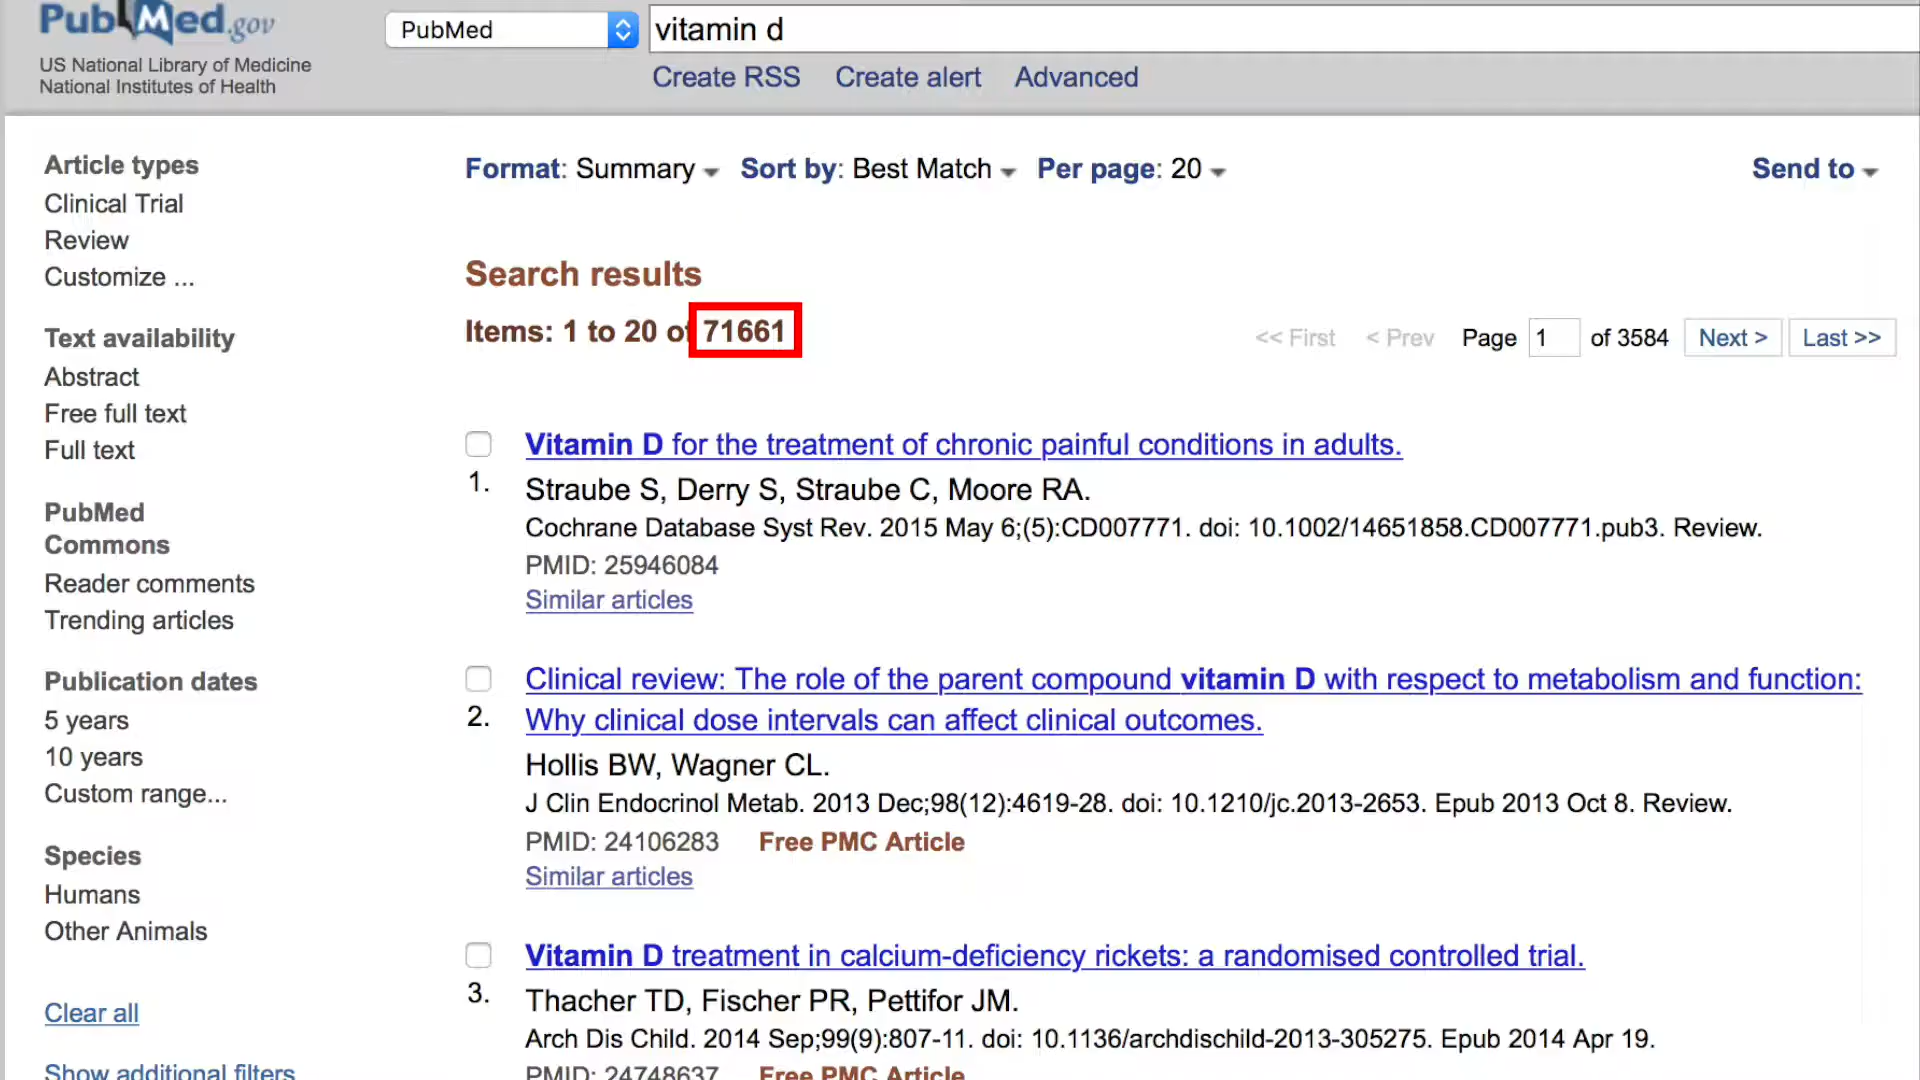 PubMed.gov
US National Library of Medicine
National Institutes of Health
PubMed
vitamin d
Create RSS Create alert Advanced
Article types
Clinical Trial
Review
Customize ...
Text availability
Abstract
Free full text
Full text
PubMed
Commons
Reader comments
Trending articles
Publication dates
5 years
10 years
Custom range...
Species
Humans
Other Animals
Clear all
Show additional filters
Format: Summary Sort by: Best Match Per page: 20 Send to
Search results
Items: 1 to 20 of 71661
<< First < Prev Page 1 of 3584 Next > Last >>
Vitamin D for the treatment of chronic painful conditions in adults.
1. Straube S, Derry S, Straube C, Moore RA.
Cochrane Database Syst Rev. 2015 May 6;(5):CD007771. doi: 10.1002/14651858.CD007771.pub3. Review.
PMID: 25946084
Similar articles
Clinical review: The role of the parent compound vitamin D with respect to metabolism and function:
2. Why clinical dose intervals can affect clinical outcomes.
Hollis BW, Wagner CL.
J Clin Endocrinol Metab. 2013 Dec;98(12):4619-28. doi: 10.1210/jc.2013-2653. Epub 2013 Oct 8. Review.
PMID: 24106283 Free PMC Article
Similar articles
Vitamin D treatment in calcium-deficiency rickets: a randomised controlled trial.
3. Thacher TD, Fischer PR, Pettifor JM.
Arch Dis Child. 2014 Sep;99(9):807-11. doi: 10.1136/archdischild-2013-305275. Epub 2014 Apr 19.
PMID: 24748637 Free PMC Article